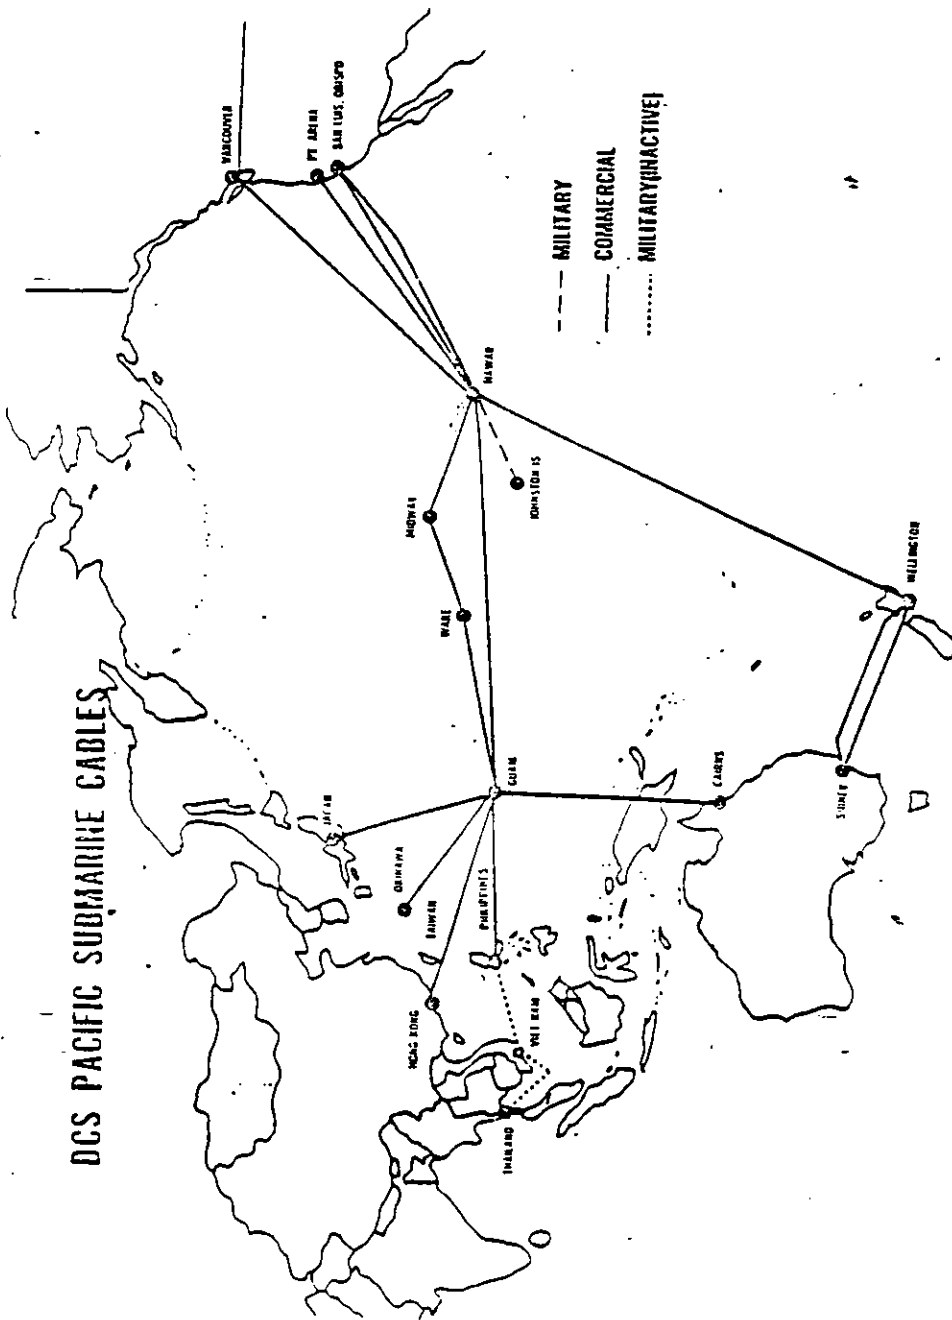 DCS PACIFIC SUBMARINE CABLES
VANCOUVER
PT ARENA
SAN LUIS OBISPO
HAWAII
MIDWAY
WAKE
JOHNSTON IS
GUAM
JAPAN
OKINAWA
TAIWAN
HONG KONG
PHILIPPINES
VIET NAM
THAILAND
CAIRNS
SYDNEY
WELLINGTON
MILITARY
COMMERCIAL
MILITARY(INACTIVE)